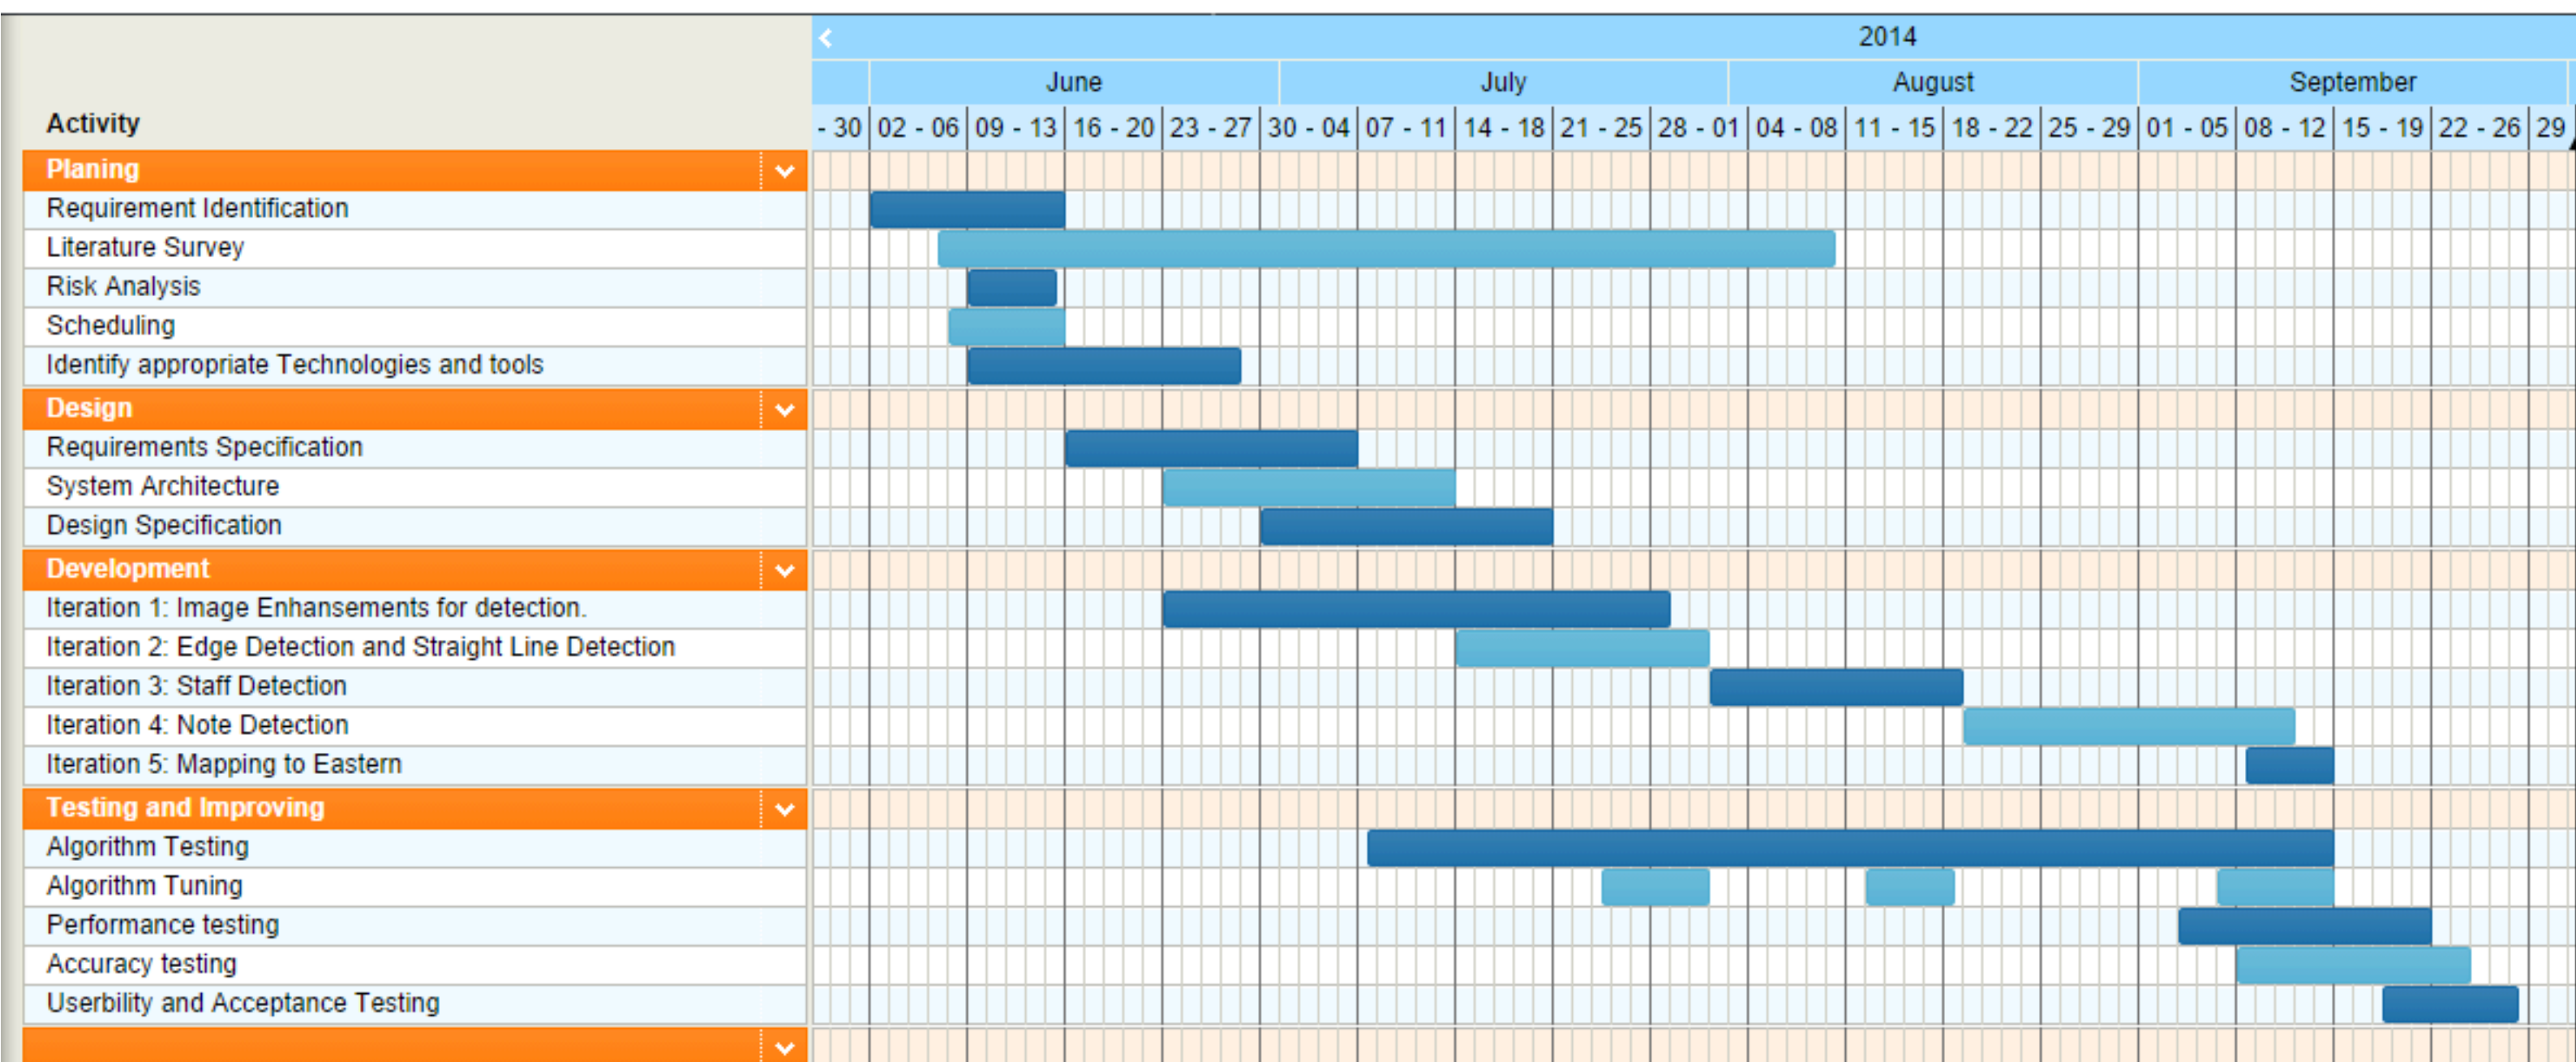 2014
June July August September
Activity
- 30 02 - 06 09 - 13 16 - 20 23 - 27 30 - 04 07 - 11 14 - 18 21 - 25 28 - 01 04 - 08 11 - 15 18 - 22 25 - 29 01 - 05 08 - 12 15 - 19 22 - 26 29
Planing
Requirement Identification
Literature Survey
Risk Analysis
Scheduling
Identify appropriate Technologies and tools
Design
Requirements Specification
System Architecture
Design Specification
Development
Iteration 1: Image Enhansements for detection.
Iteration 2: Edge Detection and Straight Line Detection
Iteration 3: Staff Detection
Iteration 4: Note Detection
Iteration 5: Mapping to Eastern
Testing and Improving
Algorithm Testing
Algorithm Tuning
Performance testing
Accuracy testing
Userbility and Acceptance Testing